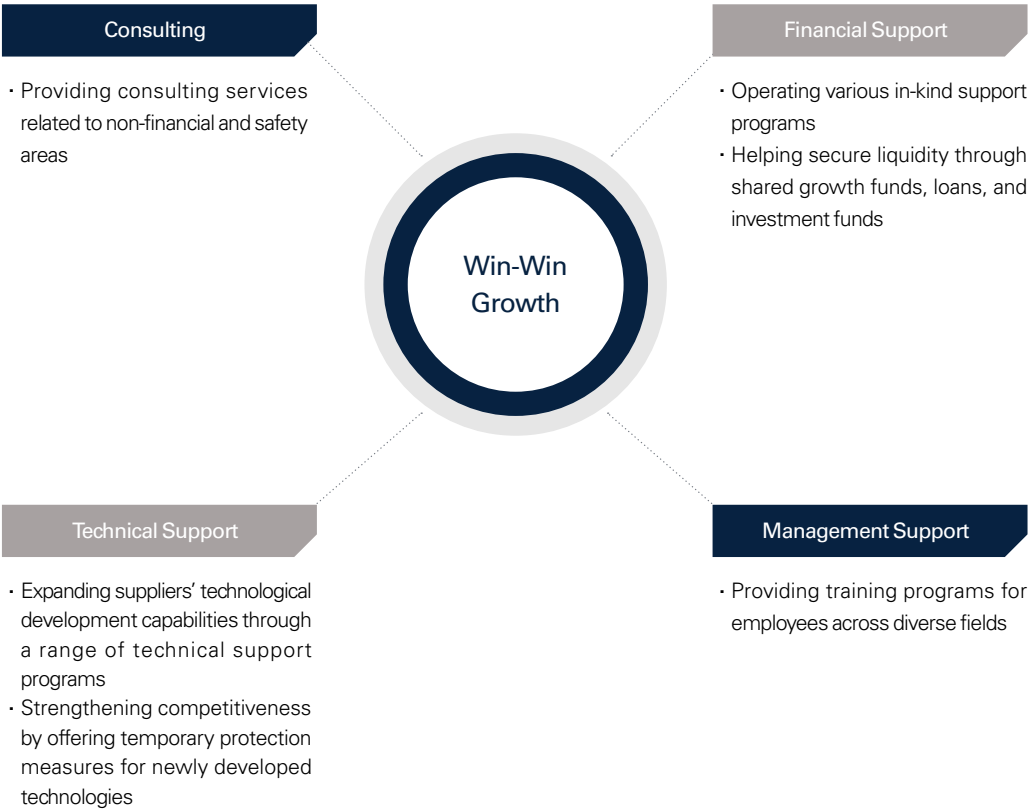 Consulting
· Providing consulting services
related to non-financial and safety
areas
Financial Support
· Operating various in-kind support
programs
· Helping secure liquidity through
shared growth funds, loans, and
investment funds
Win-Win
Growth
Technical Support
· Expanding suppliers’ technological
development capabilities through
a range of technical support
programs
· Strengthening competitiveness
by offering temporary protection
measures for newly developed
technologies
Management Support
· Providing training programs for
employees across diverse fields